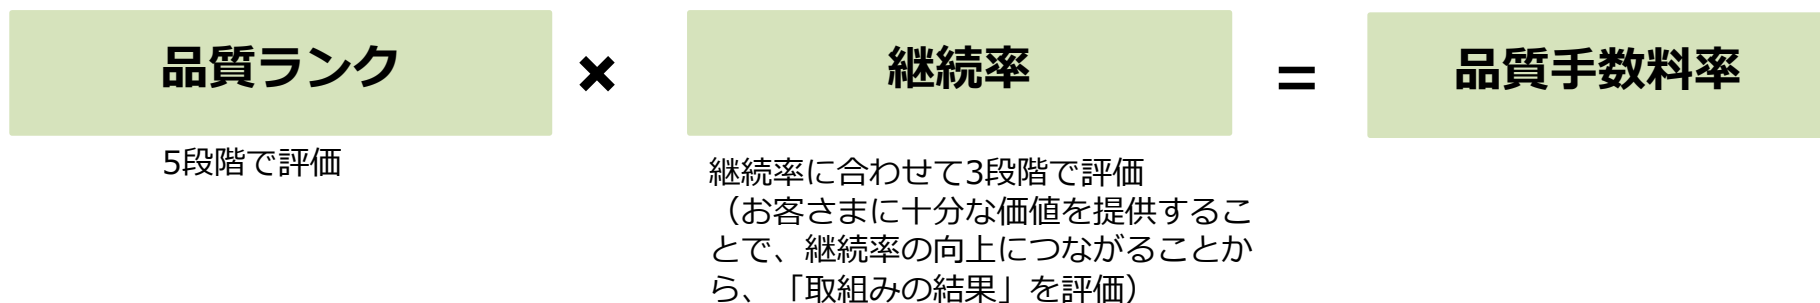 品質ランク
×
継続率
=
品質手数料率
5段階で評価
継続率に合わせて3段階で評価
（お客さまに十分な価値を提供するこ
とで、継続率の向上につながることか
ら、「取組みの結果」を評価）